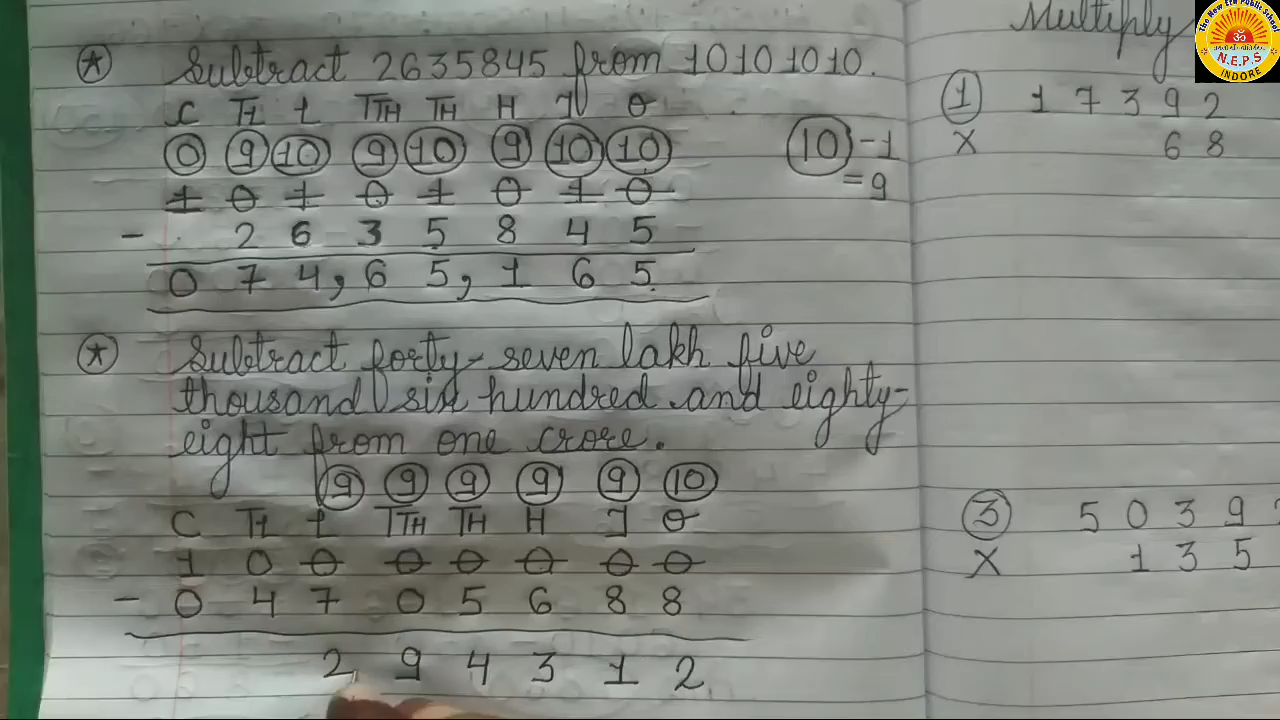 * Subtract 2635845 from 10101010.
C TL L TTH TH H T O
0 9 10 9 10 9 10 10
1 0 1 0 1 0 1 0
- 2 6 3 5 8 4 5
0 7 4, 6 5, 1 6 5
10 - 1
= 9
* Subtract forty-seven lakh five
thousand six hundred and eighty-
eight from one crore.
9 9 9 9 9 10
C TL L TTH TH H T O
1 0 0 0 0 0 0 0
- 0 4 7 0 5 6 8 8
2 9 4 3 1 2
Multiply
1 1 7 3 9 2
X 6 8
3 5 0 3 9
X 1 3 5
The New Era Public School
ॐ
N.E.P.S
INDORE